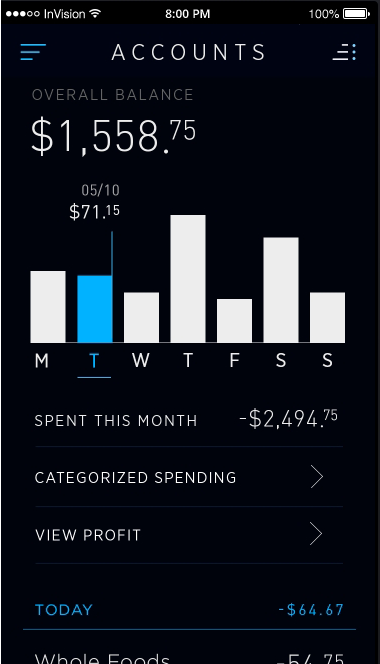 InVision 8:00 PM 100%
ACCOUNTS
OVERALL BALANCE
$1,558.75
05/10
$71.15
M T W T F S S
SPENT THIS MONTH -$2,494.75
CATEGORIZED SPENDING
VIEW PROFIT
TODAY -$64.67
Whole Foods -54.75